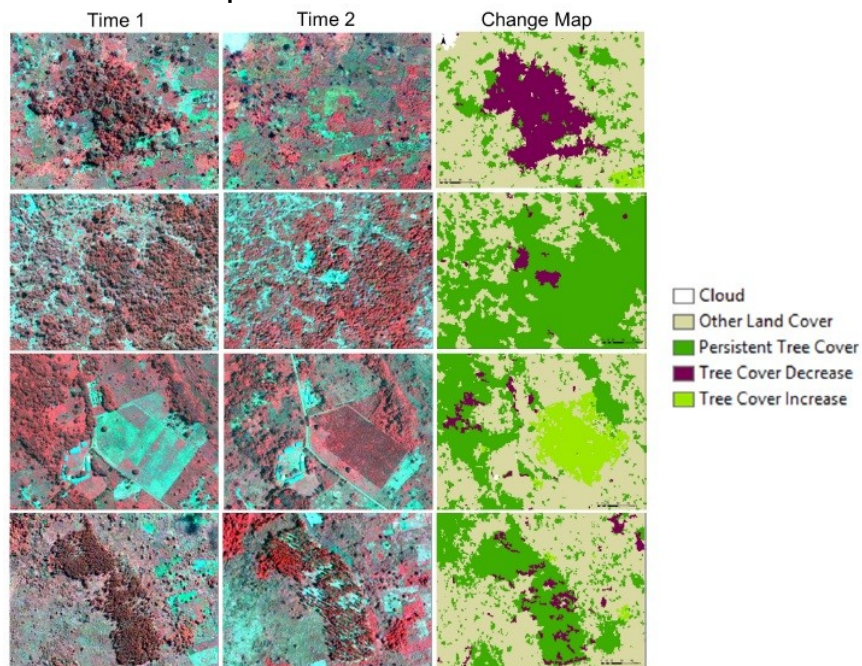 Time 1 Time 2 Change Map
Cloud
Other Land Cover
Persistent Tree Cover
Tree Cover Decrease
Tree Cover Increase